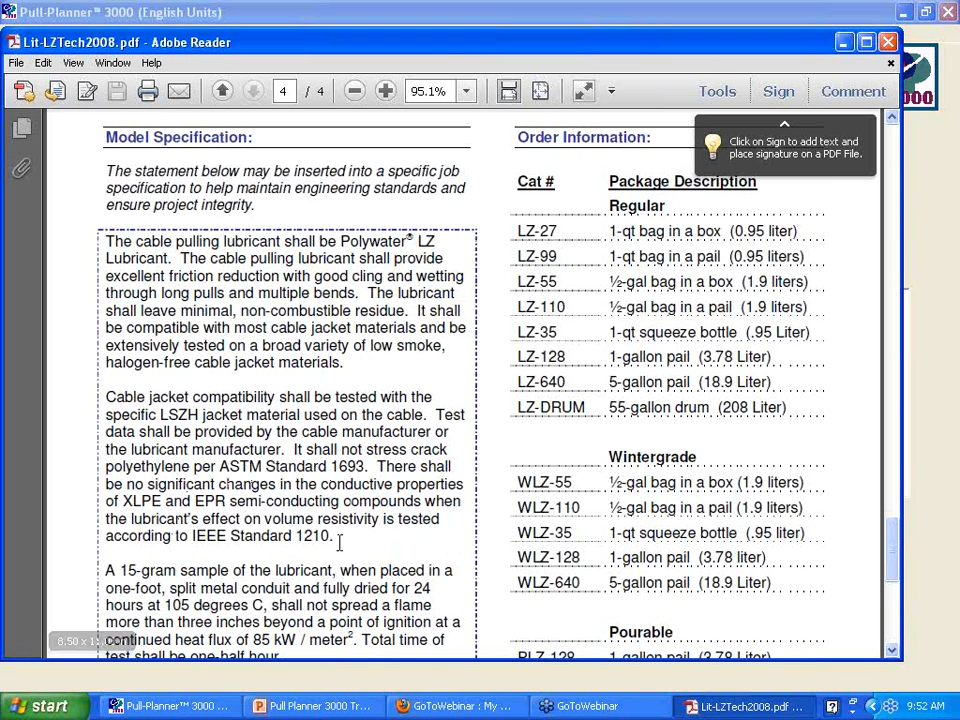 Pull-Planner™ 3000 (English Units)
Lit-LZTech2008.pdf - Adobe Reader
File Edit View Window Help
4 / 4 95.1% Tools Sign Comment
000
Click on Sign to add text and
place signature on a PDF File.
Model Specification:
The statement below may be inserted into a specific job
specification to help maintain engineering standards and
ensure project integrity.
The cable pulling lubricant shall be Polywater® LZ
Lubricant. The cable pulling lubricant shall provide
excellent friction reduction with good cling and wetting
through long pulls and multiple bends. The lubricant
shall leave minimal, non-combustible residue. It shall
be compatible with most cable jacket materials and be
extensively tested on a broad variety of low smoke,
halogen-free cable jacket materials.
Cable jacket compatibility shall be tested with the
specific LSZH jacket material used on the cable. Test
data shall be provided by the cable manufacturer or
the lubricant manufacturer. It shall not stress crack
polyethylene per ASTM Standard 1693. There shall
be no significant changes in the conductive properties
of XLPE and EPR semi-conducting compounds when
the lubricant's effect on volume resistivity is tested
according to IEEE Standard 1210.
A 15-gram sample of the lubricant, when placed in a
one-foot, split metal conduit and fully dried for 24
hours at 105 degrees C, shall not spread a flame
more than three inches beyond a point of ignition at a
continued heat flux of 85 kW / meter². Total time of
test shall be one-half hour.
Order Information:
Cat # Package Description
Regular
LZ-27 1-qt bag in a box (0.95 liter)
LZ-99 1-qt bag in a pail (0.95 liters)
LZ-55 ½-gal bag in a box (1.9 liters)
LZ-110 ½-gal bag in a pail (1.9 liters)
LZ-35 1-qt squeeze bottle (.95 Liter)
LZ-128 1-gallon pail (3.78 Liter)
LZ-640 5-gallon pail (18.9 Liter)
LZ-DRUM 55-gallon drum (208 Liter)
Wintergrade
WLZ-55 ½-gal bag in a box (1.9 liters)
WLZ-110 ½-gal bag in a pail (1.9 liters)
WLZ-35 1-qt squeeze bottle (.95 liter)
WLZ-128 1-gallon pail (3.78 liter)
WLZ-640 5-gallon pail (18.9 Liter)
Pourable
PLZ-128 1-gallon pail (3.78 Liter)
8.50 x 11
start Pull-Planner™ 3000 ... Pull Planner 3000 Tr... GoToWebinar : My ... GoToWebinar Lit-LZTech2008.pdf ... 9:52 AM